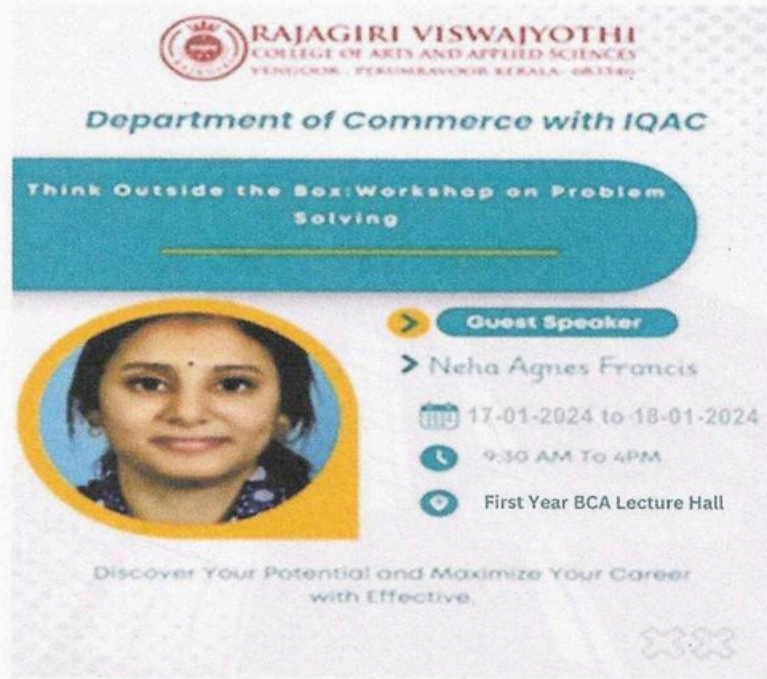 RAJAGIRI VISWAJYOTHI
COLLEGE OF ARTS AND APPLIED SCIENCES
VENGOOR, PERUMBAVOOR KERALA- 683546
Department of Commerce with IQAC
Think Outside the Box:Workshop on Problem
Solving
Guest Speaker
Neha Agnes Francis
17-01-2024 to 18-01-2024
9:30 AM To 4PM
First Year BCA Lecture Hall
Discover Your Potential and Maximize Your Career
with Effective.